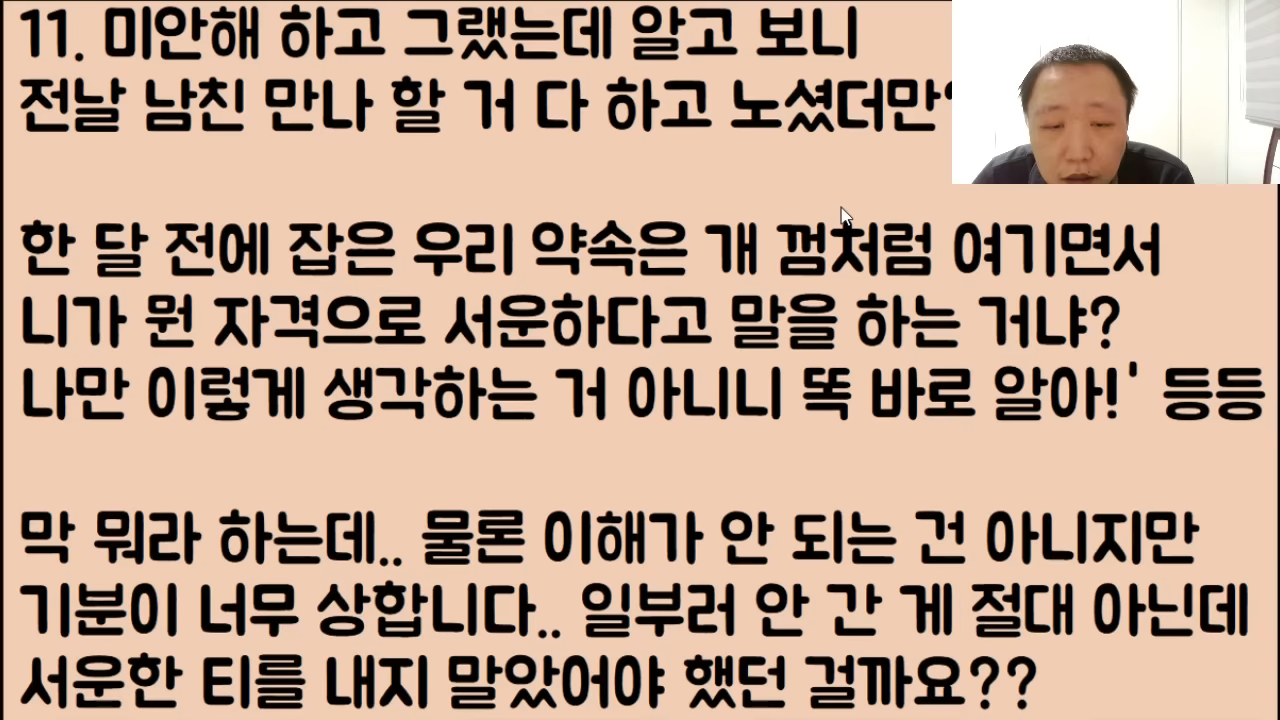 11. 미안해 하고 그랬는데 알고 보니
전날 남친 만나 할 거 다 하고 노셨더만?
한 달 전에 잡은 우리 약속은 개 껌처럼 여기면서
니가 뭔 자격으로 서운하다고 말을 하는 거냐?
나만 이렇게 생각하는 거 아니니 똑 바로 알아!' 등등
막 뭐라 하는데.. 물론 이해가 안 되는 건 아니지만
기분이 너무 상합니다.. 일부러 안 간 게 절대 아닌데
서운한 티를 내지 말았어야 했던 걸까요??